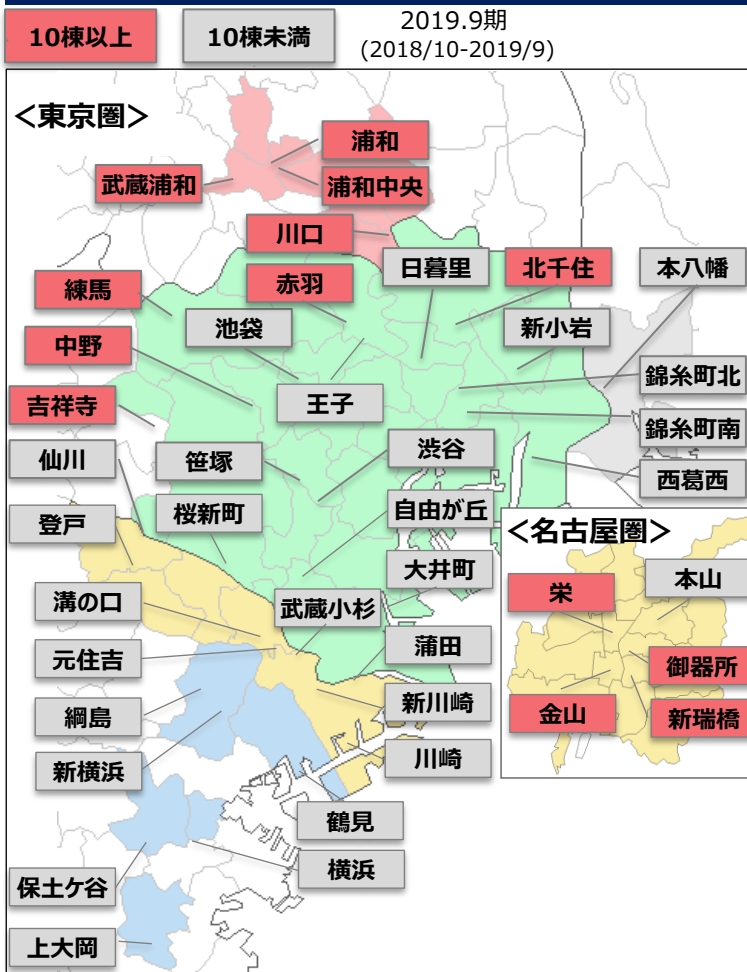 10棟以上
10棟未満
2019.9期
(2018/10-2019/9)
＜東京圏＞
浦和
武蔵浦和
浦和中央
川口
日暮里
北千住
本八幡
練馬
赤羽
池袋
新小岩
中野
王子
錦糸町北
吉祥寺
錦糸町南
仙川
笹塚
渋谷
西葛西
登戸
桜新町
自由が丘
＜名古屋圏＞
大井町
栄
本山
溝の口
武蔵小杉
元住吉
蒲田
御器所
綱島
新川崎
金山
新瑞橋
新横浜
川崎
鶴見
横浜
保土ケ谷
上大岡